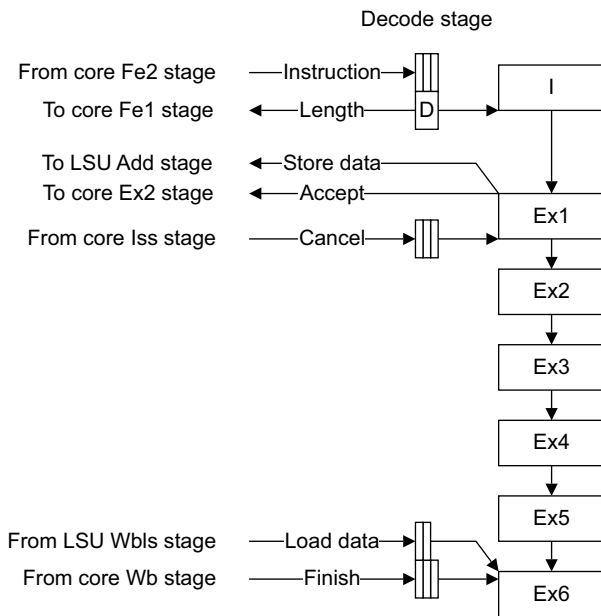 Decode stage
From core Fe2 stage Instruction
I
To core Fe1 stage Length D
To LSU Add stage Store data
To core Ex2 stage Accept
Ex1
From core Iss stage Cancel
Ex2
Ex3
Ex4
Ex5
From LSU Wbls stage Load data
From core Wb stage Finish
Ex6